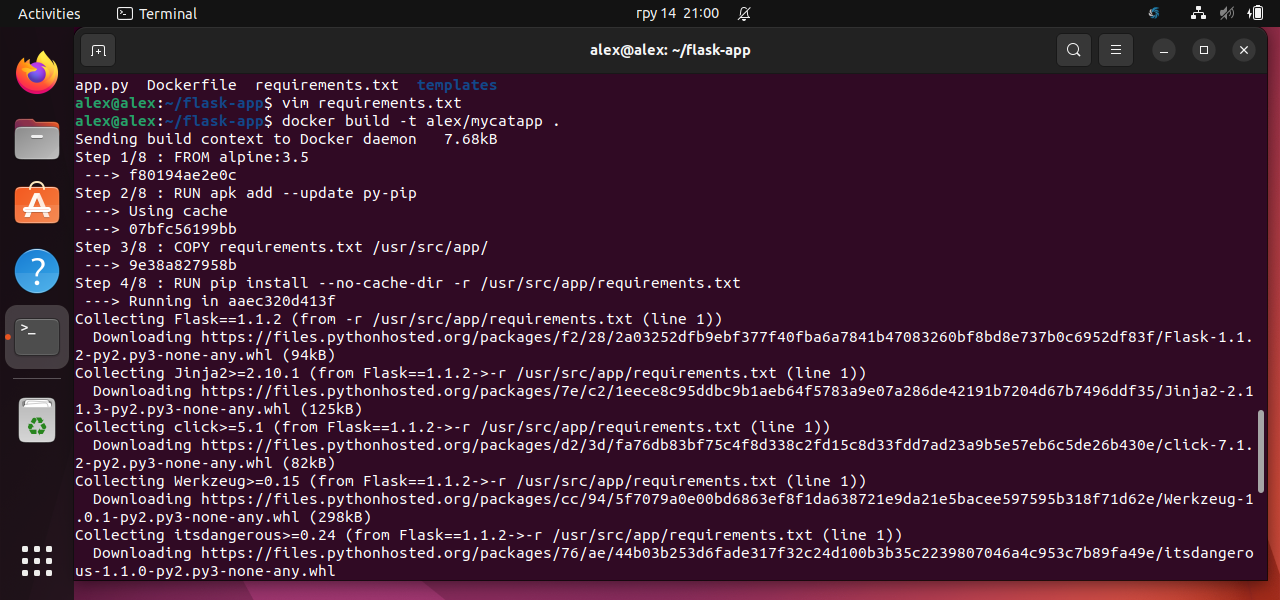 Activities Terminal грy 14 21:00
alex@alex: ~/flask-app
app.py Dockerfile requirements.txt templates
alex@alex:~/flask-app$ vim requirements.txt
alex@alex:~/flask-app$ docker build -t alex/mycatapp .
Sending build context to Docker daemon 7.68kB
Step 1/8 : FROM alpine:3.5
---> f80194ae2e0c
Step 2/8 : RUN apk add --update py-pip
---> Using cache
---> 07bfc56199bb
Step 3/8 : COPY requirements.txt /usr/src/app/
---> 9e38a827958b
Step 4/8 : RUN pip install --no-cache-dir -r /usr/src/app/requirements.txt
---> Running in aaec320d413f
Collecting Flask==1.1.2 (from -r /usr/src/app/requirements.txt (line 1))
Downloading https://files.pythonhosted.org/packages/f2/28/2a03252dfb9ebf377f40fba6a7841b47083260bf8bd8e737b0c6952df83f/Flask-1.1.
2-py2.py3-none-any.whl (94kB)
Collecting Jinja2>=2.10.1 (from Flask==1.1.2->-r /usr/src/app/requirements.txt (line 1))
Downloading https://files.pythonhosted.org/packages/7e/c2/1eece8c95ddbc9b1aeb64f5783a9e07a286de42191b7204d67b7496ddf35/Jinja2-2.1
1.3-py2.py3-none-any.whl (125kB)
Collecting click>=5.1 (from Flask==1.1.2->-r /usr/src/app/requirements.txt (line 1))
Downloading https://files.pythonhosted.org/packages/d2/3d/fa76db83bf75c4f8d338c2fd15c8d33fdd7ad23a9b5e57eb6c5de26b430e/click-7.1.
2-py2.py3-none-any.whl (82kB)
Collecting Werkzeug>=0.15 (from Flask==1.1.2->-r /usr/src/app/requirements.txt (line 1))
Downloading https://files.pythonhosted.org/packages/cc/94/5f7079a0e00bd6863ef8f1da638721e9da21e5bacee597595b318f71d62e/Werkzeug-1
.0.1-py2.py3-none-any.whl (298kB)
Collecting itsdangerous>=0.24 (from Flask==1.1.2->-r /usr/src/app/requirements.txt (line 1))
Downloading https://files.pythonhosted.org/packages/76/ae/44b03b253d6fade317f32c24d100b3b35c2239807046a4c953c7b89fa49e/itsdangero
us-1.1.0-py2.py3-none-any.whl